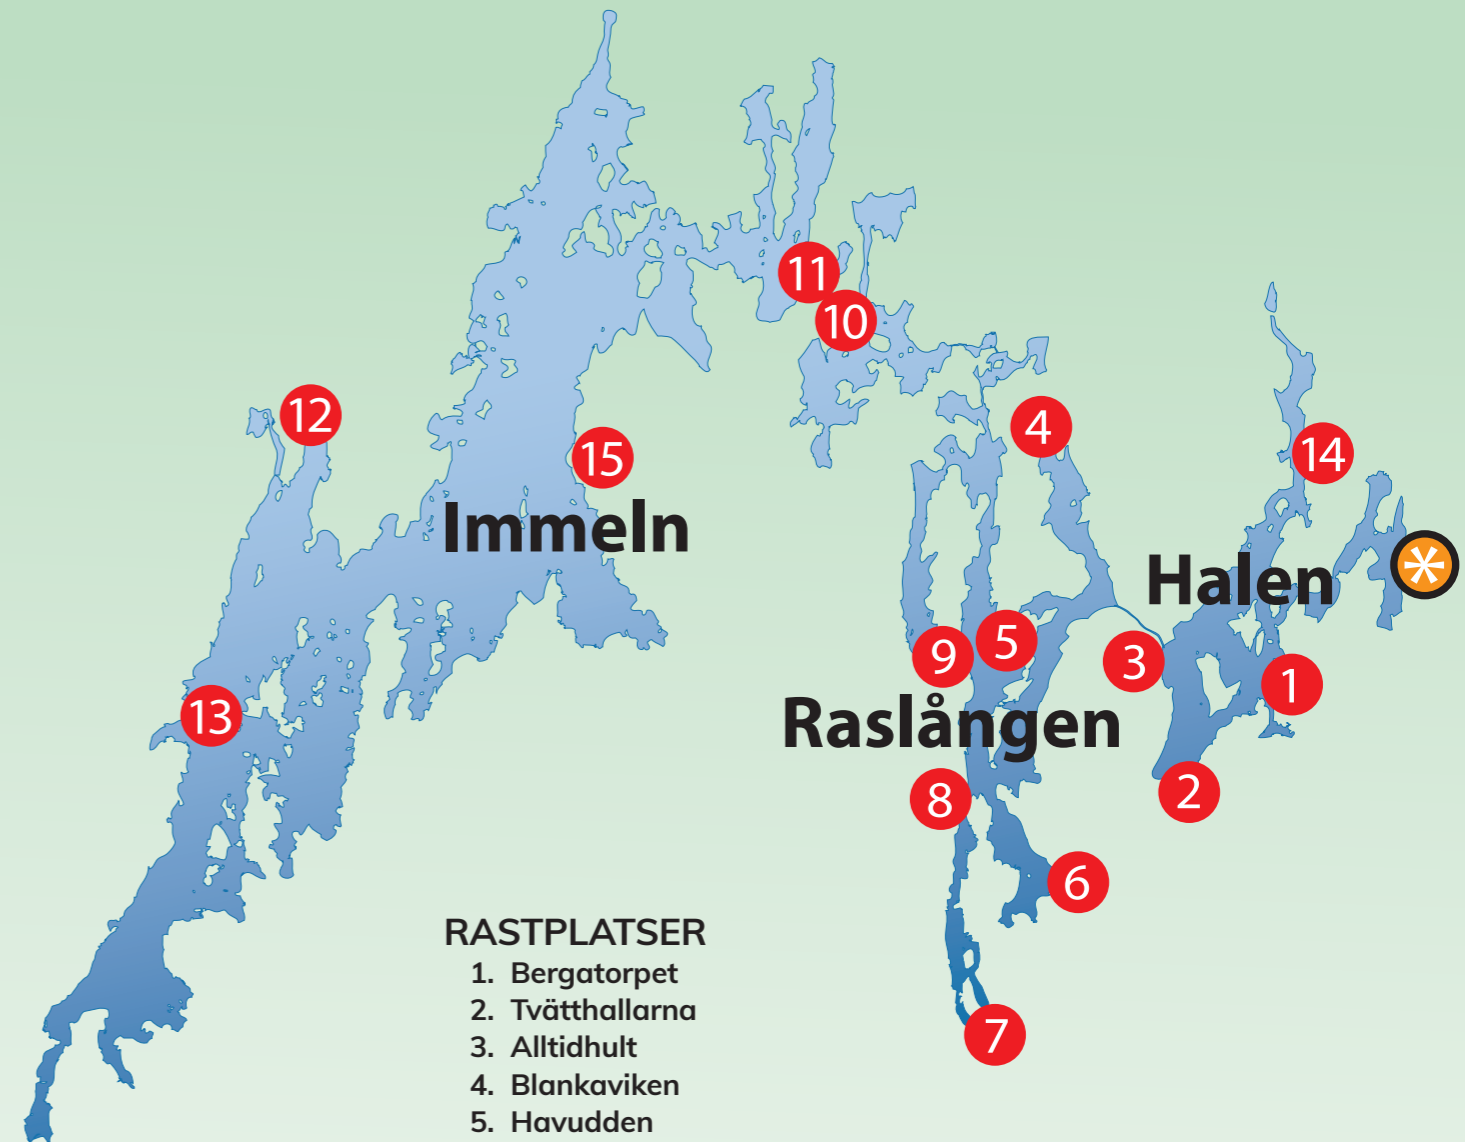 11
10
12
4
15
14
Immeln
Halen
*
5
9
3
1
13
Raslången
8
2
6
RASTPLATSER
1. Bergatorpet
2. Tvätthallarna
7
3. Alltidhult
4. Blankaviken
5. Havudden